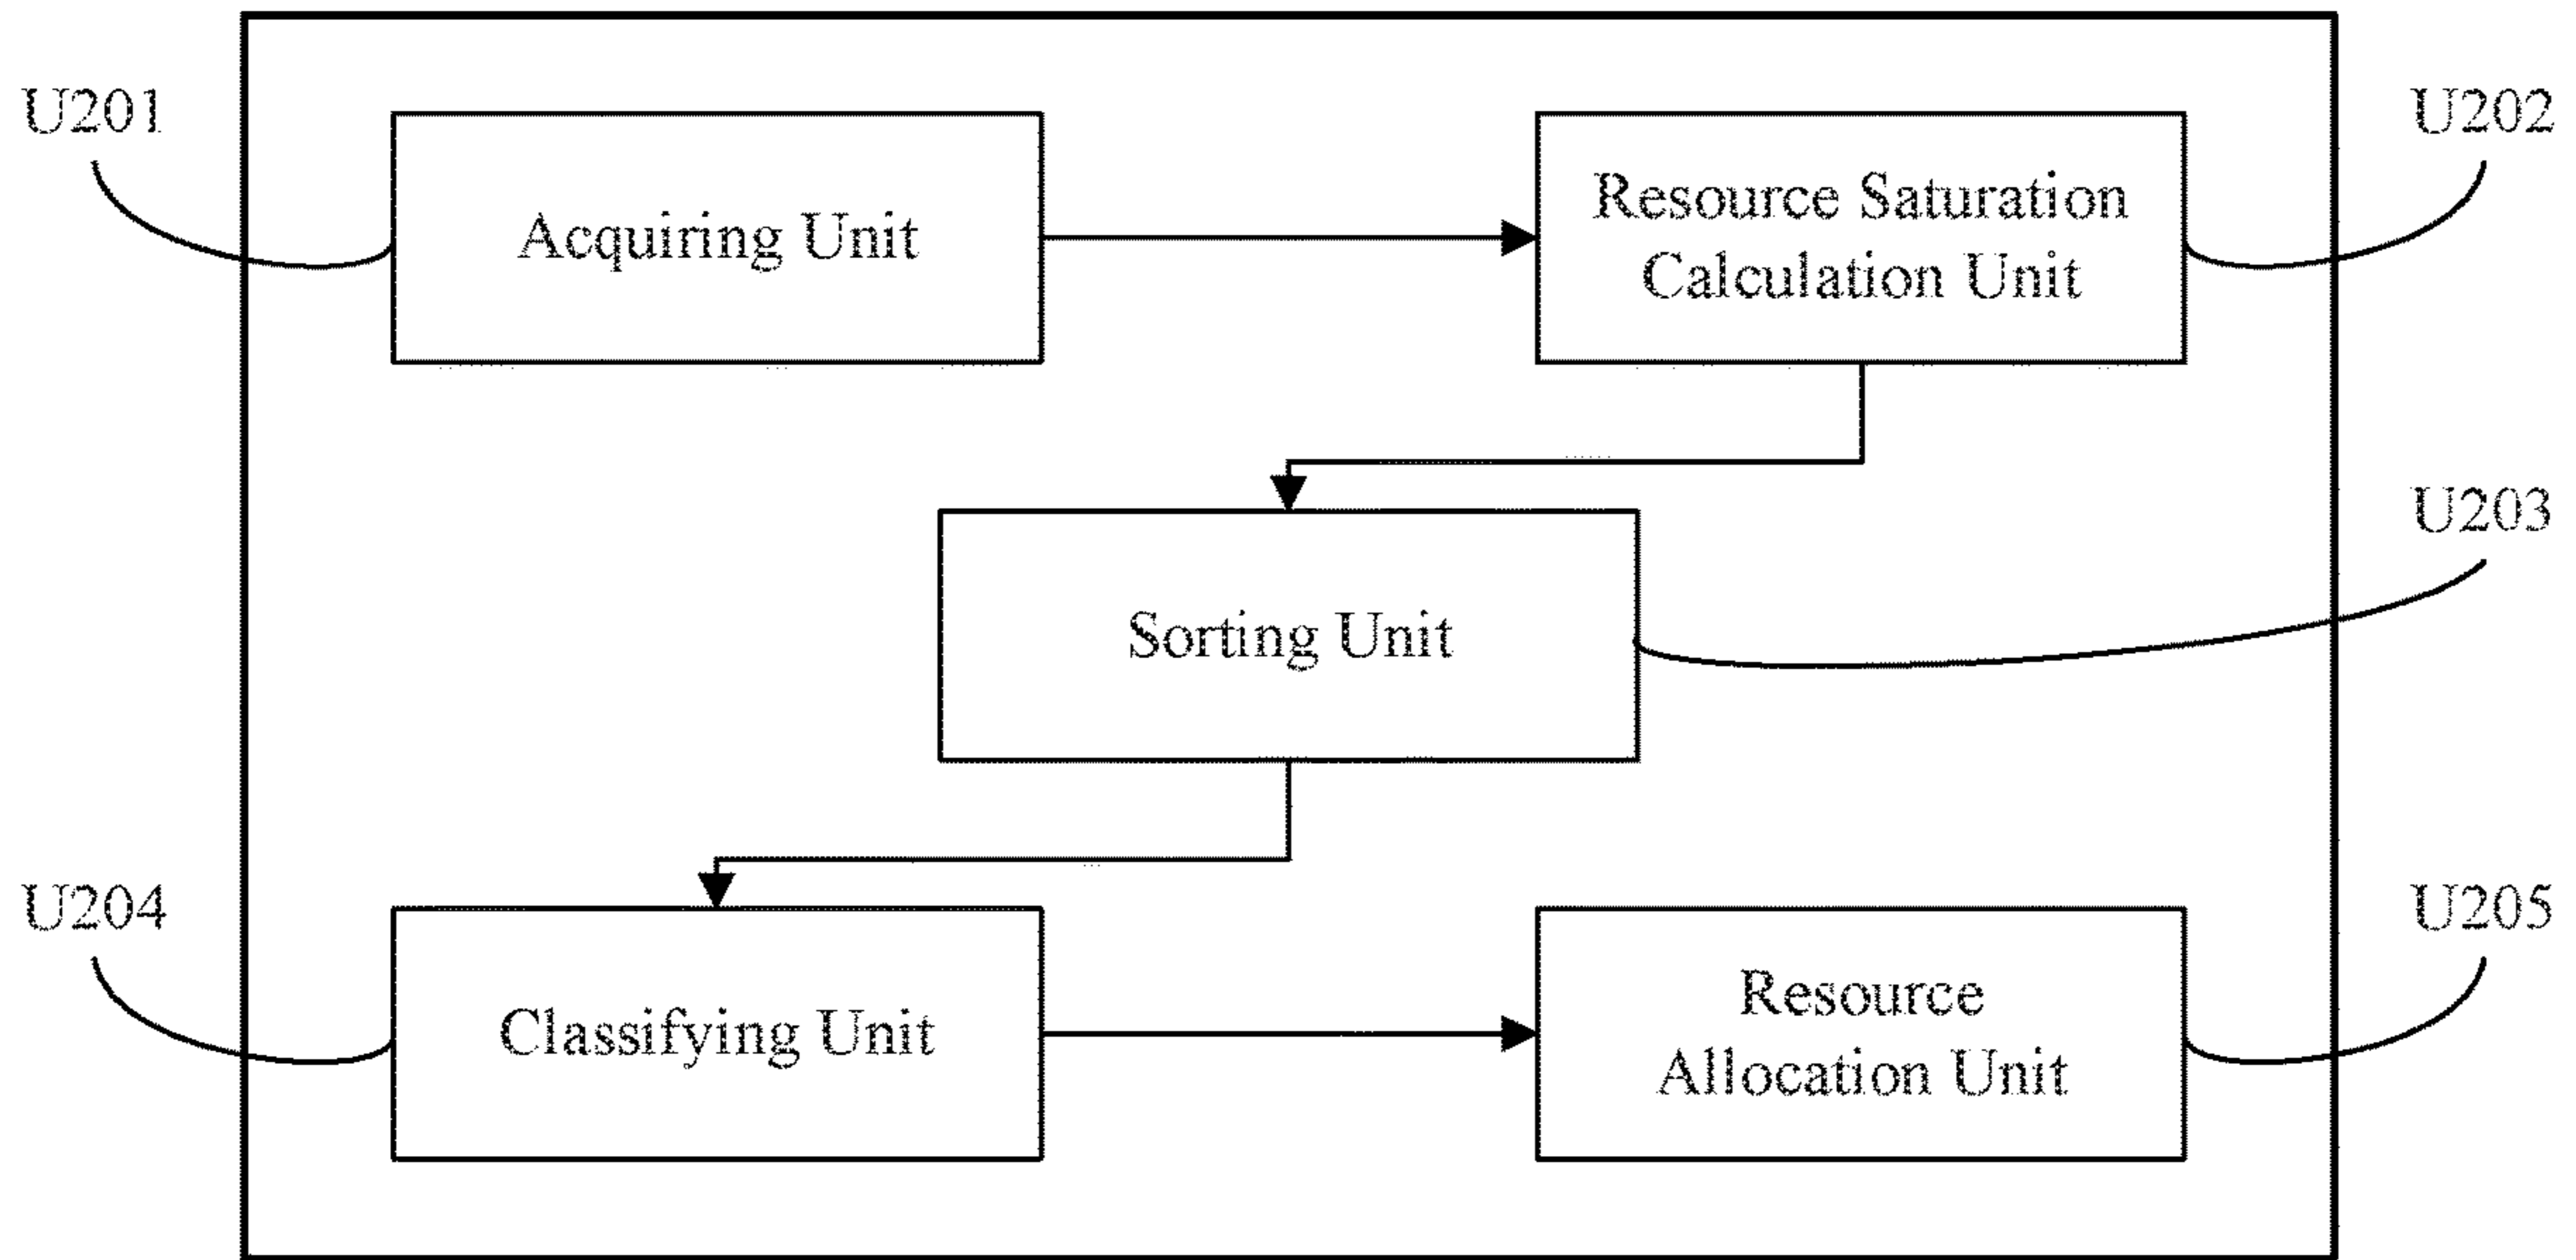 U201
Acquiring Unit
Resource Saturation
Calculation Unit
U202
Sorting Unit
U203
U204
Classifying Unit
Resource
Allocation Unit
U205